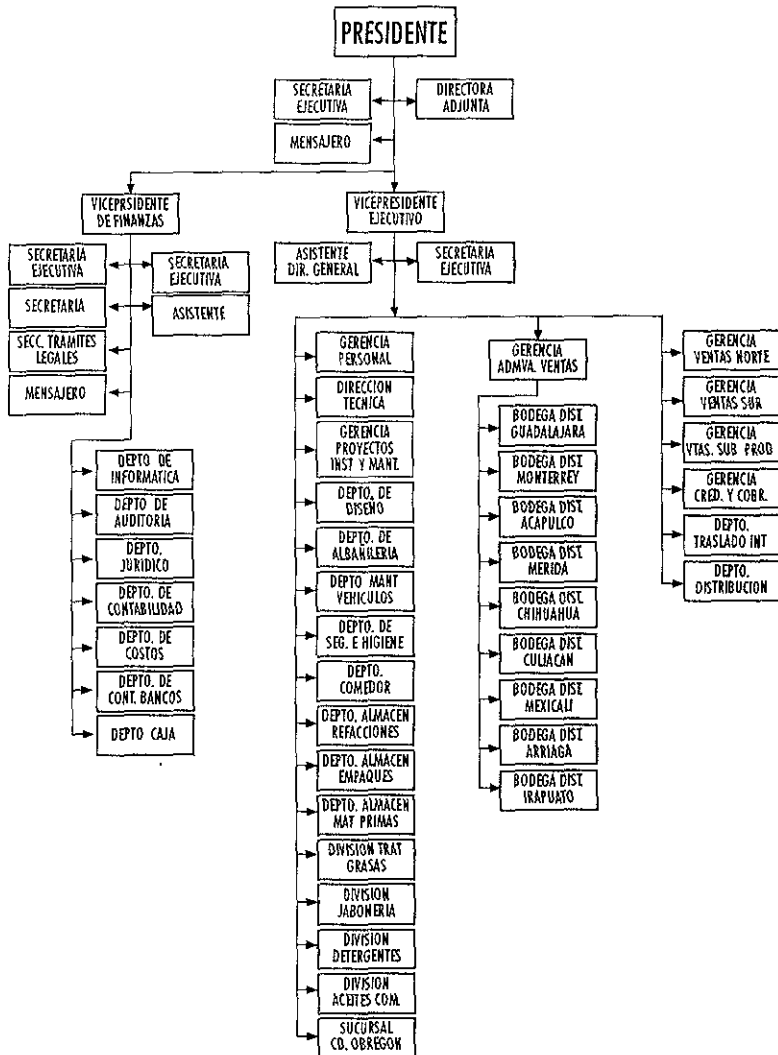 PRESIDENTE
SECRETARIA
EJECUTIVA
DIRECTORA
ADJUNTA
MENSAJERO
VICEPRSIDENTE
DE FINANZAS
VICEPRESIDENTE
EJECUTIVO
SECRETARIA
EJECUTIVA
SECRETARIA
EJECUTIVA
SECRETARIA
ASISTENTE
SECC. TRAMITES
LEGALES
MENSAJERO
DEPTO DE
INFORMATICA
DEPTO DE
AUDITORIA
DEPTO.
JURIDICO
DEPTO. DE
CONTABILIDAD
DEPTO. DE
COSTOS
DEPTO. DE
CONT. BANCOS
DEPTO CAJA
ASISTENTE
DIR. GENERAL
SECRETARIA
EJECUTIVA
GERENCIA
PERSONAL
DIRECCION
TECNICA
GERENCIA
PROYECTOS
INST Y MANT.
DEPTO. DE
DISEÑO
DEPTO. DE
ALBAÑILERIA
DEPTO MANT
VEHICULOS
DEPTO. DE
SEG. E HIGIENE
DEPTO.
COMEDOR
DEPTO. ALMACEN
REFACCIONES
DEPTO. ALMACEN
EMPAQUES
DEPTO. ALMACEN
MAT PRIMAS
DIVISION TRAT
GRASAS
DIVISION
JABONERIA
DIVISION
DETERGENTES
DIVISION
ACEITES COM.
SUCURSAL
CD. OBREGON
GERENCIA
ADMVA. VENTAS
BODEGA DIST.
GUADALAJARA
BODEGA DIST.
MONTERREY
BODEGA DIST.
ACAPULCO
BODEGA DIST.
MERIDA
BODEGA DIST.
CHIHUAHUA
BODEGA DIST.
CULIACAN
BODEGA DIST.
MEXICALI
BODEGA DIST.
ARRIAGA
BODEGA DIST.
IRAPUATO
GERENCIA
VENTAS NORTE
GERENCIA
VENTAS SUR
GERENCIA
VTAS. SUB PROD
GERENCIA
CRED. Y COBR.
DEPTO.
TRASLADO INT
DEPTO.
DISTRIBUCION